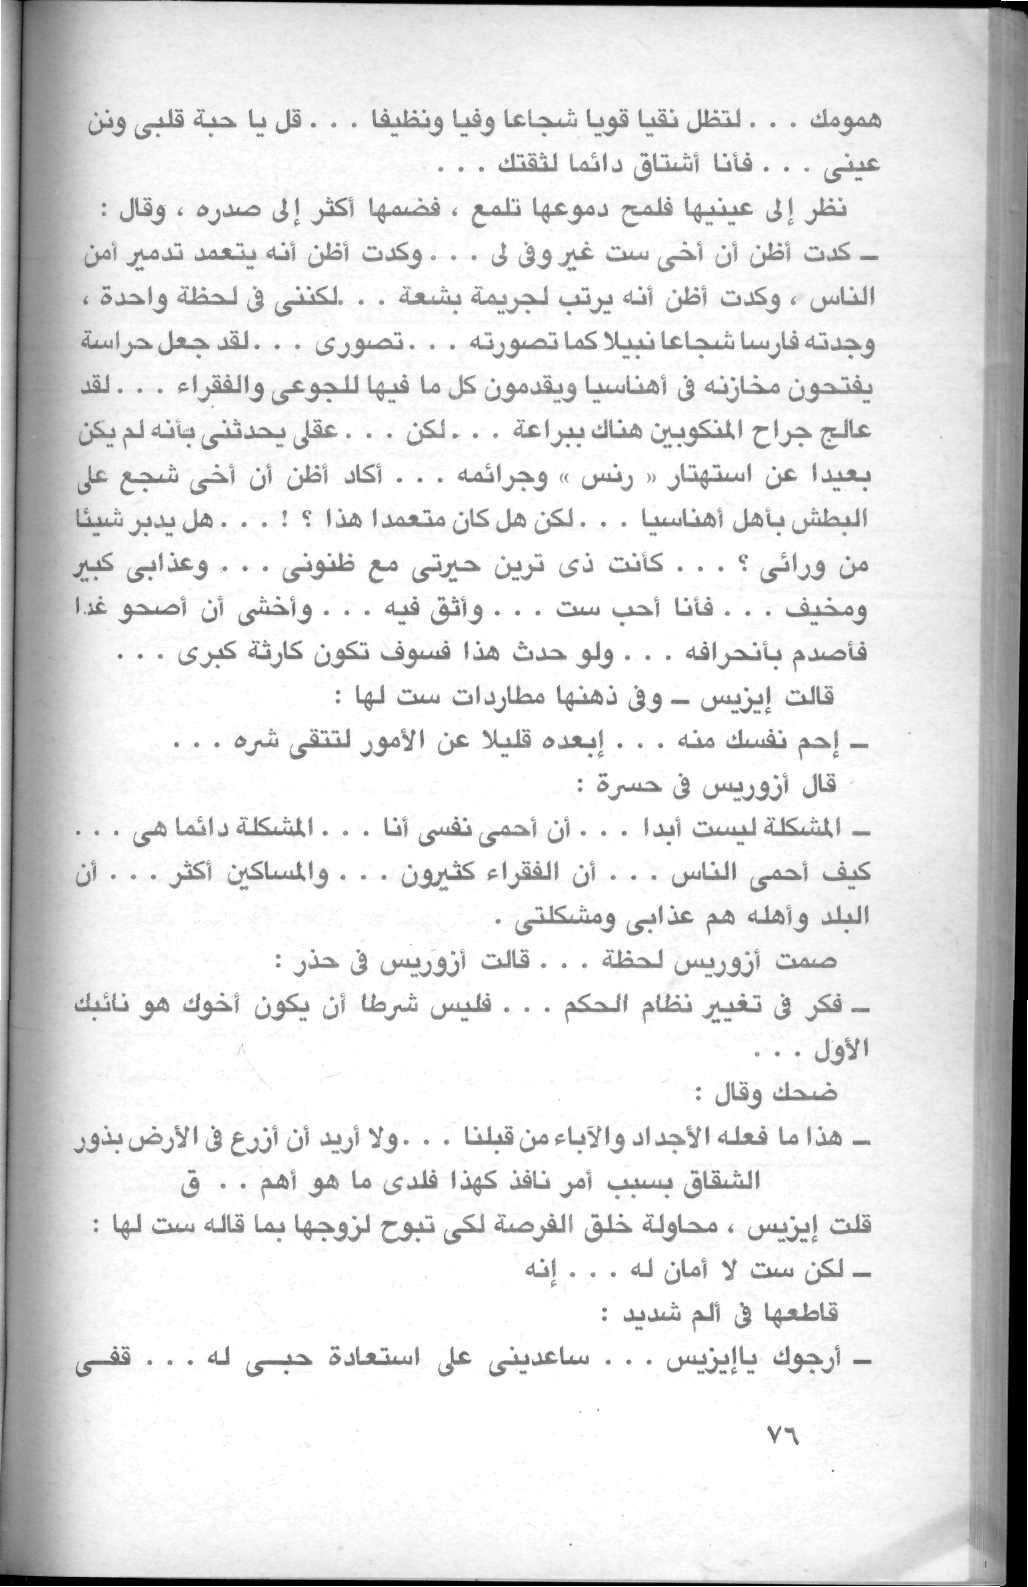 همومك . . . لتظل نقيا قويا شجاعا وفيا ونظيفا . . . قل يا حبة قلبى ونن
عينى . . . فأنا أشتاق دائما لثقتك . . .
نظر إلى عينيها فلمح دموعها تلمع ، فضمها أكثر إلى صدره ، وقال :
ــ كدت أظن أن أخى ست غير وفى لى . . . وكدت أظن أنه يتعمد تدمير أمن
الناس ، وكدت أظن أنه يرتب لجريمة بشعة . . .لكننى فى لحظة واحدة ،
وجدته فارسا شجاعا نبيلا كما تصورته . . .تصورى . . .لقد جعل حراسة
يفتحون مخازنه فى أهناسيا ويقدمون كل ما فيها للجوعى والفقراء . . .لقد
عالج جراح المنكوبين هناك ببراعة . . .لكن . . .عقلى يحدثنى بأنه لم يكن
بعيدا عن استهتار « رنس » وجرائمه . . . أكاد أظن أن أخى شجع على
البطش بأهل أهناسيا . . .لكن هل كان متعمدا هذا ؟ ! . . .هل يدبر شيئا
من ورائى ؟ . . . كأنت ذى ترين حيرتى مع ظنونى . . . وعذابى كبير
ومخيف . . . فأنا أحب ست . . . وأثق فيه . . . وأخشى أن أصحو غدا
فأصدم بأنحرافه . . . ولو حدث هذا فسوف تكون كارثة كبرى . . .
قالت إيزيس ــ وفى ذهنها مطاردات ست لها :
ــ إحم نفسك منه . . . إبعده قليلا عن الأمور لتتقى شره . . .
قال أزوريس فى حسرة :
ــ المشكلة ليست أبدا . . . أن أحمى نفسى أنا . . . المشكلة دائما هى . . .
كيف أحمى الناس . . . أن الفقراء كثيرون . . . والمساكين أكثر . . . أن
البلد وأهله هم عذابى ومشكلتى .
صمت أزوريس لحظة . . . قالت أزوريس فى حذر :
ــ فكر فى تغيير نظام الحكم . . . فليس شرطا أن يكون أخوك هو نائبك
الأول . . .
ضحك وقال :
ــ هذا ما فعله الأجداد والآباء من قبلنا . . .ولا أريد أن أزرع فى الأرض بذور
الشقاق بسبب أمر نافذ كهذا فلدى ما هو أهم . . ق
قلت إيزيس ، محاولة خلق الفرصة لكى تبوح لزوجها بما قاله ست لها :
ــ لكن ست لا أمان له . . . إنه
قاطعها فى ألم شديد :
ــ أرجوك ياإيزيس . . . ساعدينى على استعادة حبــى له . . . قفــى
٧٦